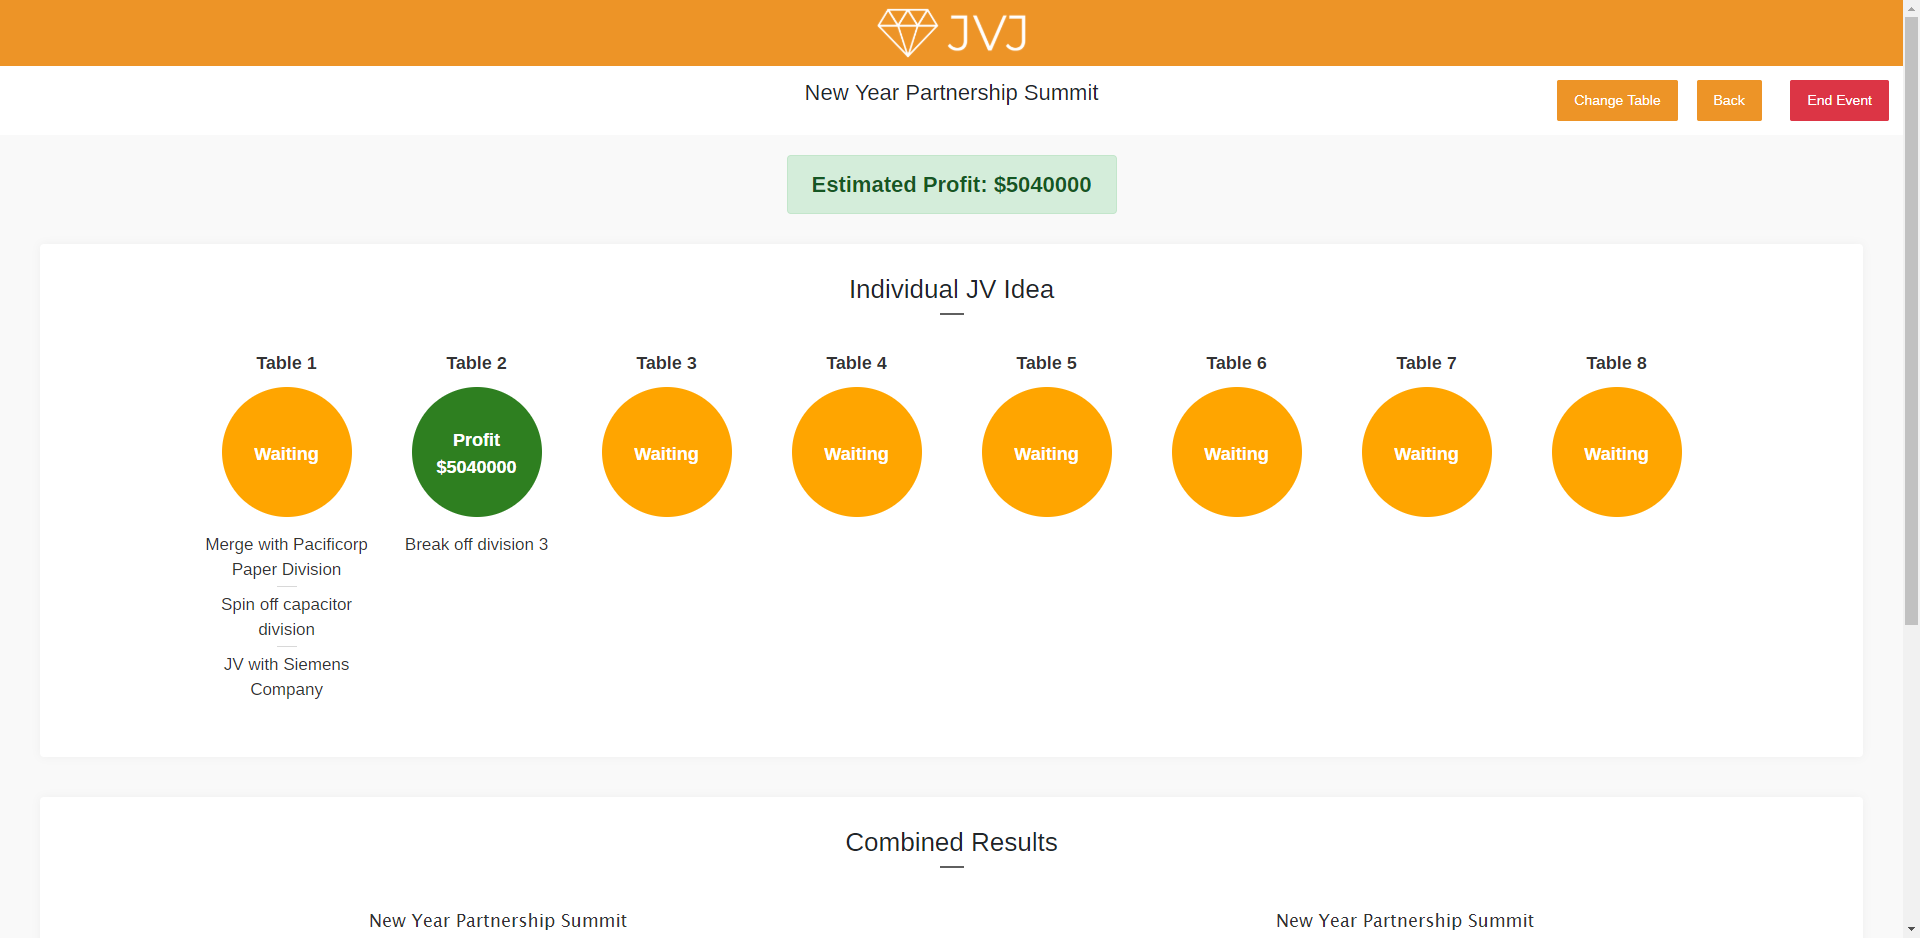 JVJ
New Year Partnership Summit
Change Table
Back
End Event
Estimated Profit: $5040000
Individual JV Idea
Table 1
Table 2
Table 3
Table 4
Table 5
Table 6
Table 7
Table 8
Waiting
Profit
$5040000
Waiting
Waiting
Waiting
Waiting
Waiting
Waiting
Merge with Pacificorp
Paper Division
Spin off capacitor
division
JV with Siemens
Company
Break off division 3
Combined Results
New Year Partnership Summit
New Year Partnership Summit